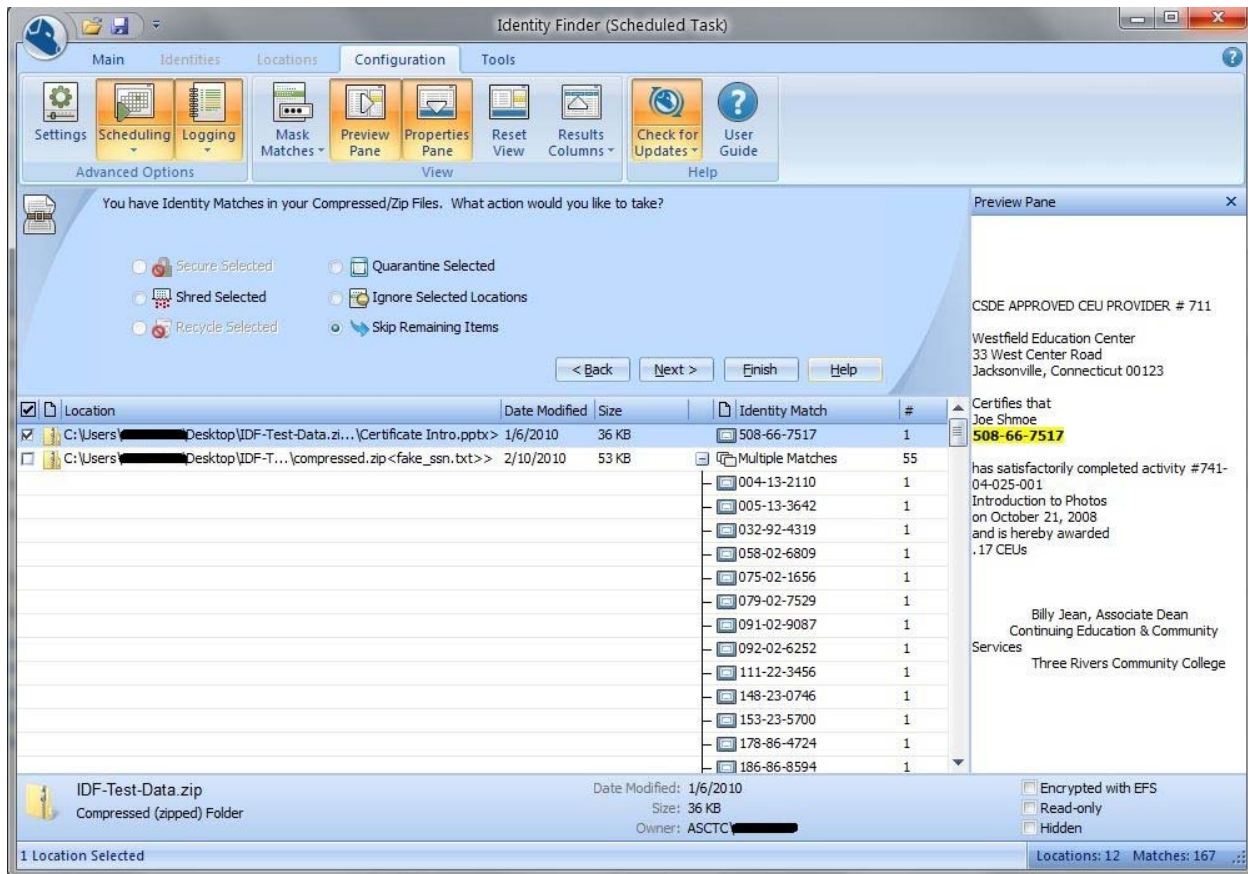 Identity Finder (Scheduled Task)
Main Identities Locations Configuration Tools
Settings Scheduling Logging Mask Matches Preview Pane Properties Pane Reset View Results Columns Check for Updates User Guide
Advanced Options View Help
You have Identity Matches in your Compressed/Zip Files. What action would you like to take?
Secure Selected Quarantine Selected
Shred Selected Ignore Selected Locations
Recycle Selected Skip Remaining Items
< Back Next > Finish Help
Location Date Modified Size Identity Match #
C:\Users\ \Desktop\IDF-Test-Data.zi...\Certificate Intro.pptx> 1/6/2010 36 KB 508-66-7517 1
C:\Users\ \Desktop\IDF-T...\compressed.zip<fake_ssn.txt>> 2/10/2010 53 KB Multiple Matches 55
004-13-2110 1
005-13-3642 1
032-92-4319 1
058-02-6809 1
075-02-1656 1
079-02-7529 1
091-02-9087 1
092-02-6252 1
111-22-3456 1
148-23-0746 1
153-23-5700 1
178-86-4724 1
186-86-8594 1
Preview Pane
CSDE APPROVED CEU PROVIDER # 711
Westfield Education Center
33 West Center Road
Jacksonville, Connecticut 00123
Certifies that
Joe Shmoe
508-66-7517
has satisfactorily completed activity #741-
04-025-001
Introduction to Photos
on October 21, 2008
and is hereby awarded
.17 CEUs
Billy Jean, Associate Dean
Continuing Education & Community
Services
Three Rivers Community College
IDF-Test-Data.zip
Compressed (zipped) Folder
Date Modified: 1/6/2010
Size: 36 KB
Owner: ASCTC\
Encrypted with EFS
Read-only
Hidden
1 Location Selected
Locations: 12 Matches: 167